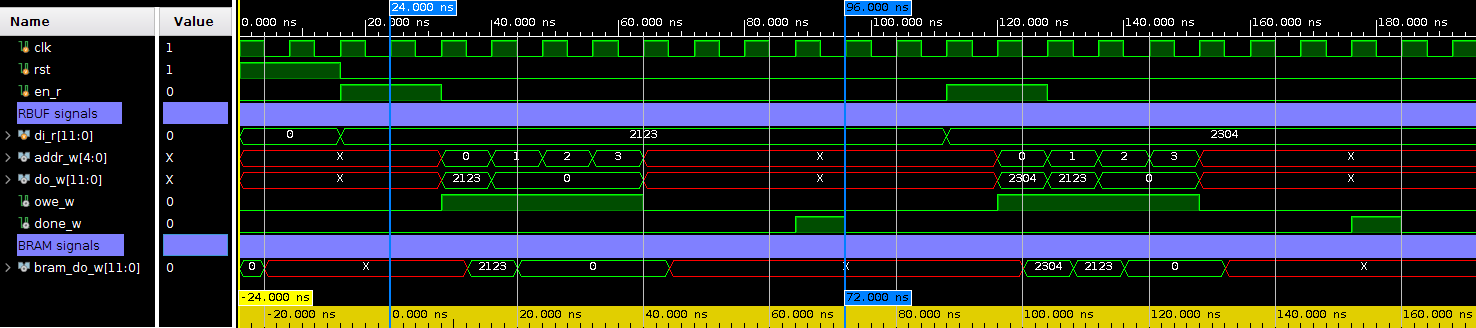 Name Value 24.000 ns 96.000 ns
0.000 ns 20.000 ns 40.000 ns 60.000 ns 80.000 ns 100.000 ns 120.000 ns 140.000 ns 160.000 ns 180.000 ns
clk 1
rst 1
en_r 0
RBUF signals
di_r[11:0] 0 0 2123 2304
addr_w[4:0] X X 0 1 2 3 X 0 1 2 3 X
do_w[11:0] X X 2123 0 X 2304 2123 0 X
owe_w 0
done_w 0
BRAM signals
bram_do_w[11:0] 0 0 X 2123 0 X 2304 2123 0 X
-24.000 ns 72.000 ns
-20.000 ns 0.000 ns 20.000 ns 40.000 ns 60.000 ns 80.000 ns 100.000 ns 120.000 ns 140.000 ns 160.000 ns